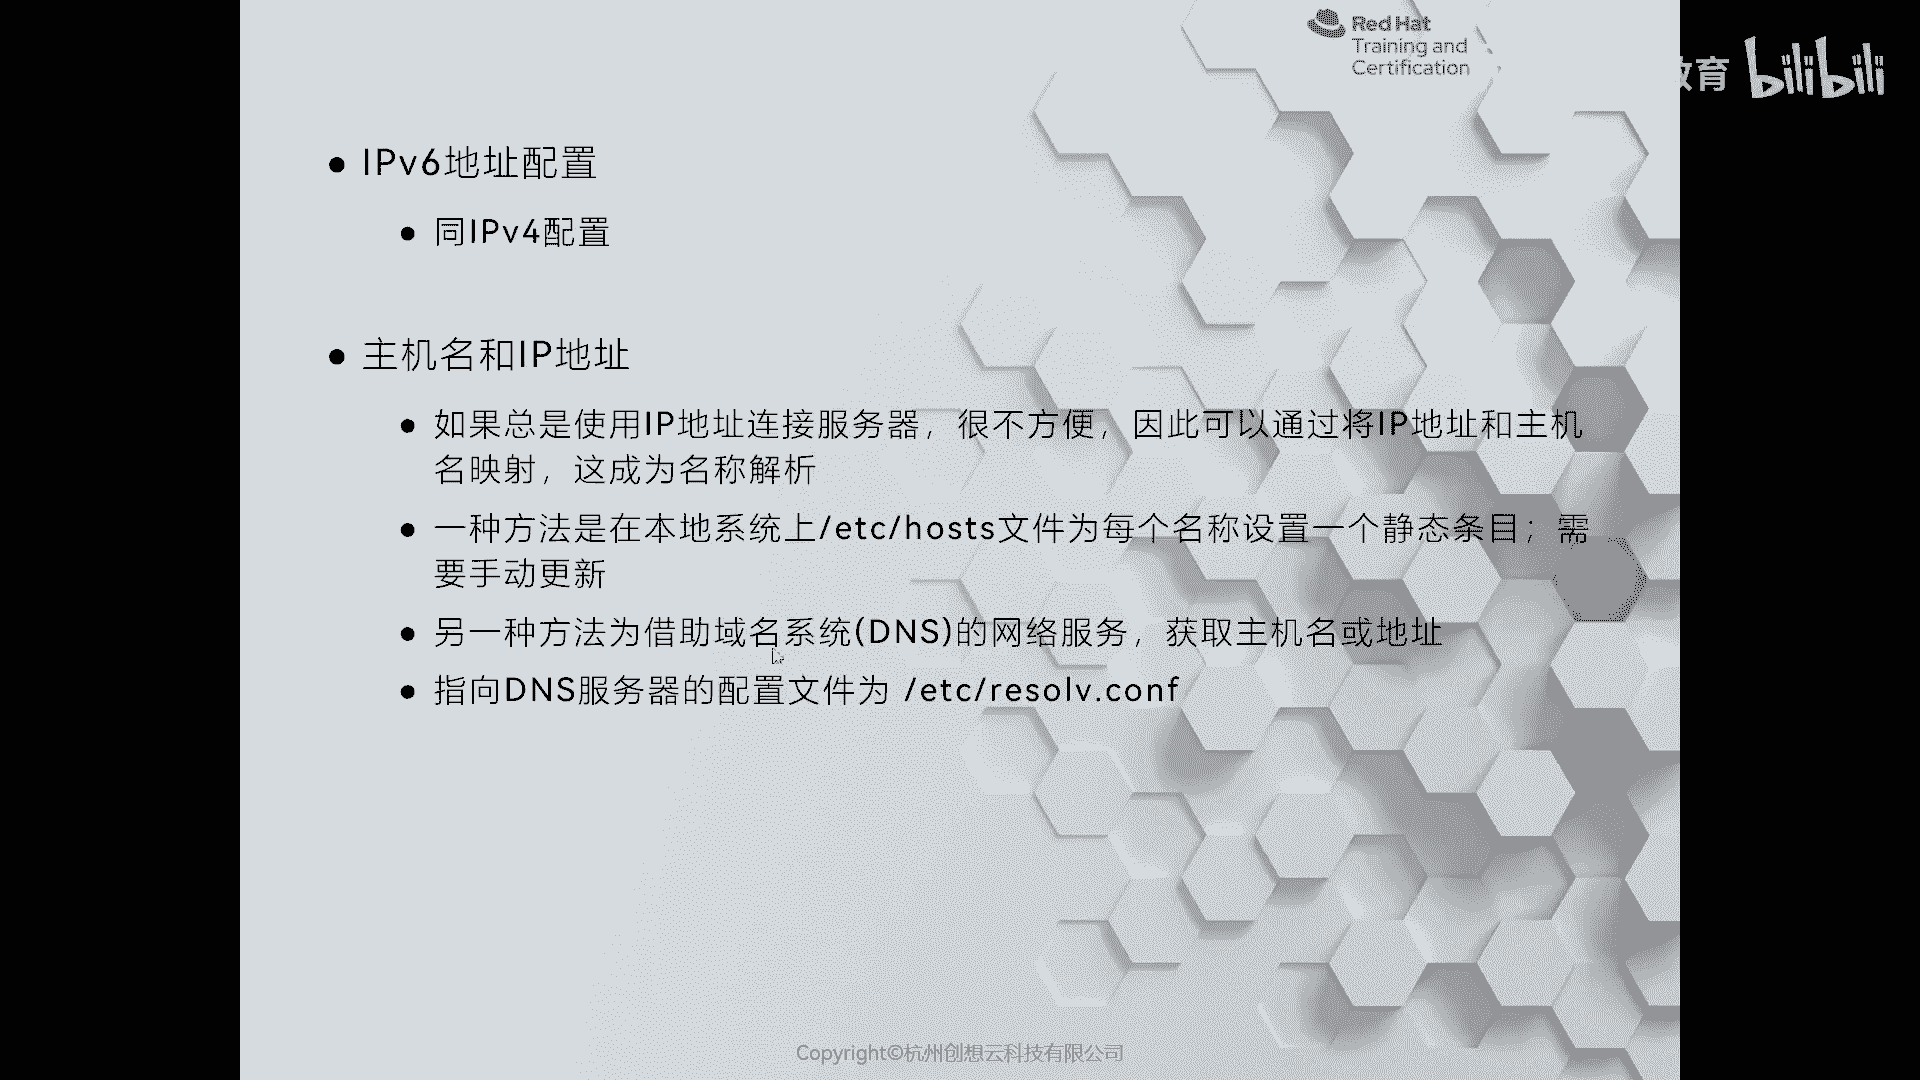 Red Hat
Training and
Certification
教育 bilibili
IPv6地址配置
同IPv4配置
主机名和IP地址
如果总是使用IP地址连接服务器，很不方便，因此可以通过将IP地址和主机
名映射，这成为名称解析
一种方法是在本地系统上/etc/hosts文件为每个名称设置一个静态条目；需
要手动更新
另一种方法为借助域名系统(DNS)的网络服务，获取主机名或地址
指向DNS服务器的配置文件为 /etc/resolv.conf
Copyright©杭州创想云科技有限公司